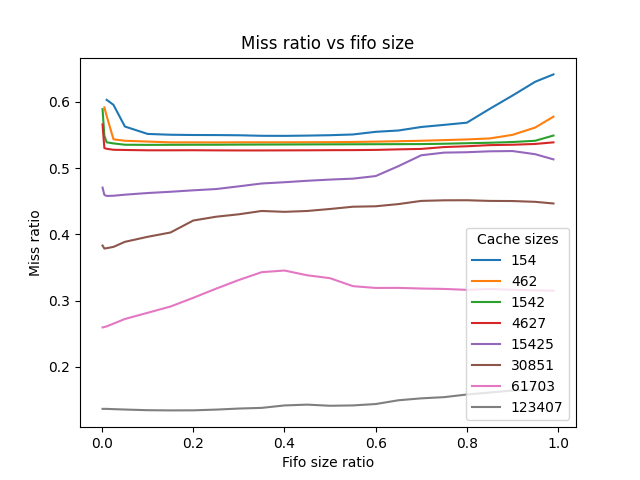 Miss ratio vs fifo size
Miss ratio
0.6
0.5
0.4
0.3
0.2
Cache sizes
154
462
1542
4627
15425
30851
61703
123407
0.0 0.2 0.4 0.6 0.8 1.0
Fifo size ratio